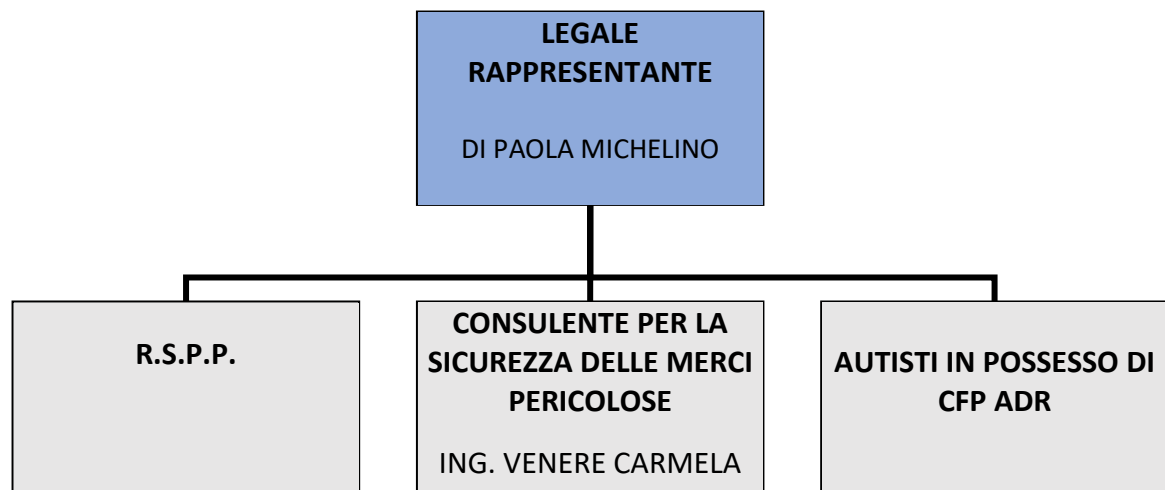 LEGALE
RAPPRESENTANTE
DI PAOLA MICHELINO
R.S.P.P.
CONSULENTE PER LA
SICUREZZA DELLE MERCI
PERICOLOSE
ING. VENERE CARMELA
AUTISTI IN POSSESSO DI
CFP ADR